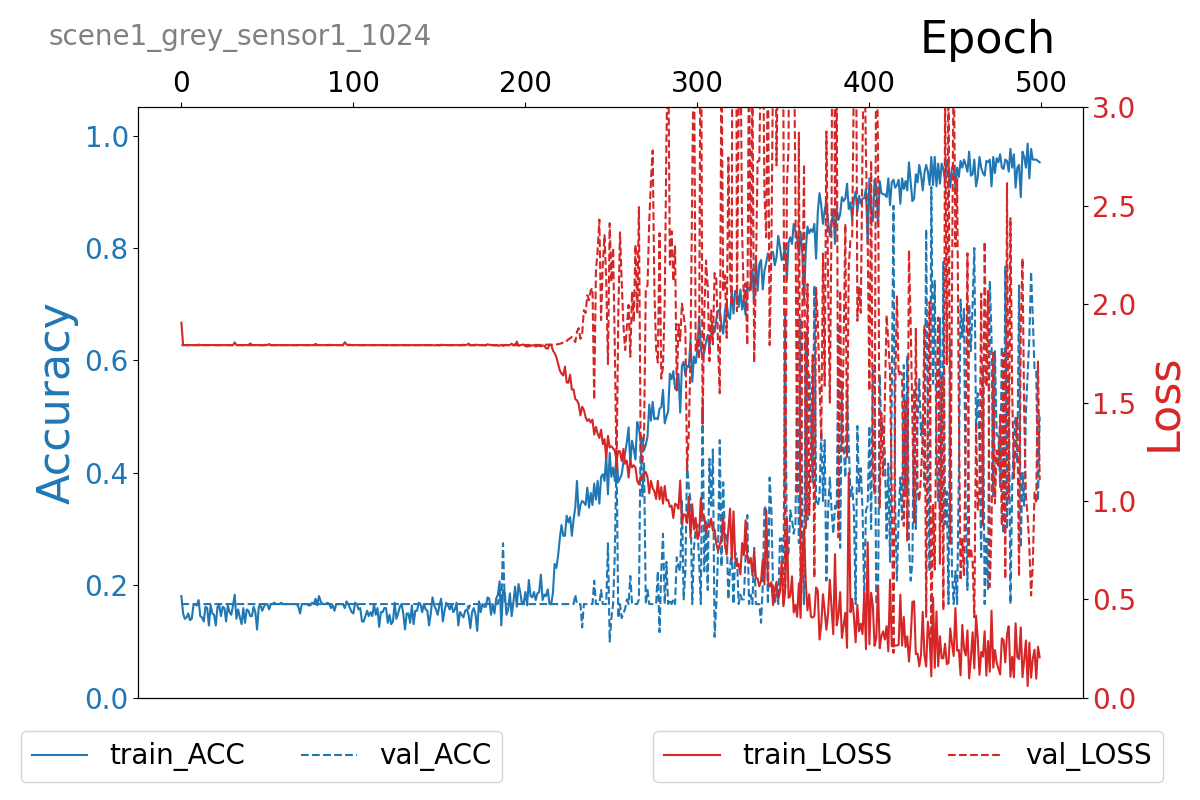 scene1_grey_sensor1_1024
Epoch
0 100 200 300 400 500
1.0
0.8
0.6
0.4
0.2
0.0
Accuracy
3.0
2.5
2.0
1.5
1.0
0.5
0.0
Loss
train_ACC val_ACC
train_LOSS val_LOSS